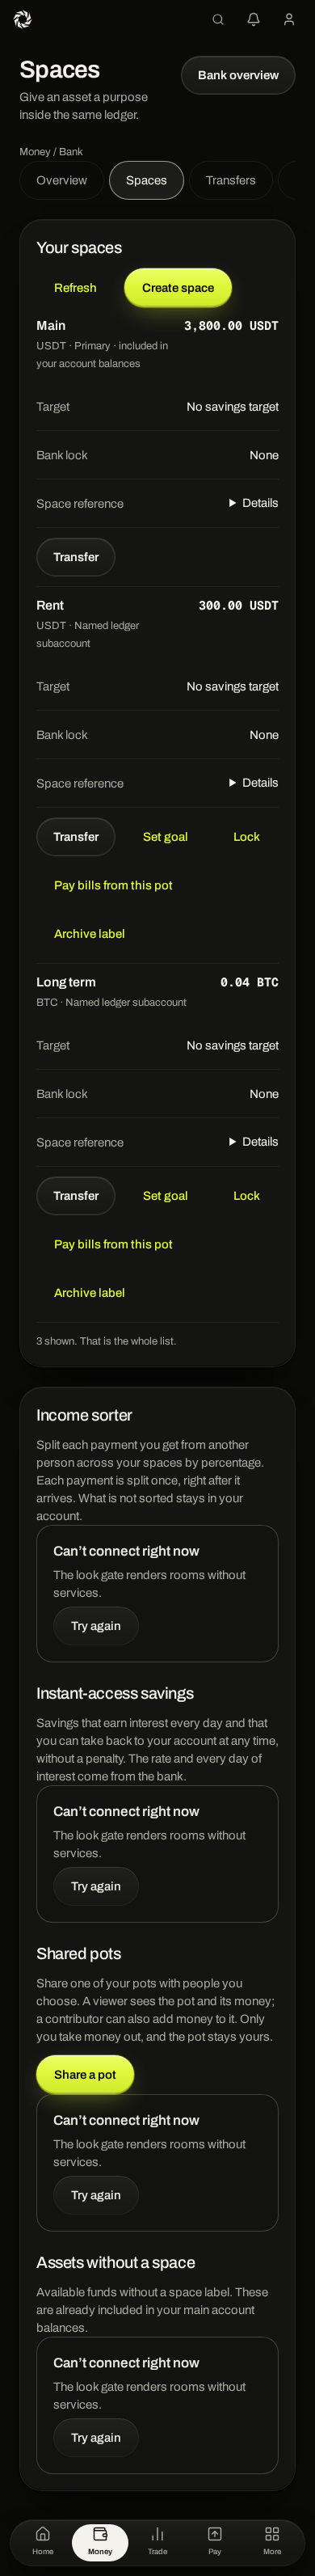 Spaces
Bank overview
Give an asset a purpose
inside the same ledger.
Money / Bank
Overview
Spaces
Transfers
Your spaces
Refresh
Create space
Main
3,800.00 USDT
USDT · Primary · included in
your account balances
Target
No savings target
Bank lock
None
Space reference
▶ Details
Transfer
Rent
300.00 USDT
USDT · Named ledger
subaccount
Target
No savings target
Bank lock
None
Space reference
▶ Details
Transfer
Set goal
Lock
Pay bills from this pot
Archive label
Long term
0.04 BTC
BTC · Named ledger subaccount
Target
No savings target
Bank lock
None
Space reference
▶ Details
Transfer
Set goal
Lock
Pay bills from this pot
Archive label
3 shown. That is the whole list.
Income sorter
Split each payment you get from another
person across your spaces by percentage.
Each payment is split once, right after it
arrives. What is not sorted stays in your
account.
Can’t connect right now
The look gate renders rooms without
services.
Try again
Instant-access savings
Savings that earn interest every day and that
you can take back to your account at any time,
without a penalty. The rate and every day of
interest come from the bank.
Can’t connect right now
The look gate renders rooms without
services.
Try again
Shared pots
Share one of your pots with people you
choose. A viewer sees the pot and its money;
a contributor can also add money to it. Only
you take money out, and the pot stays yours.
Share a pot
Can’t connect right now
The look gate renders rooms without
services.
Try again
Assets without a space
Available funds without a space label. These
are already included in your main account
balances.
Can’t connect right now
The look gate renders rooms without
services.
Try again
Home
Money
Trade
Pay
More